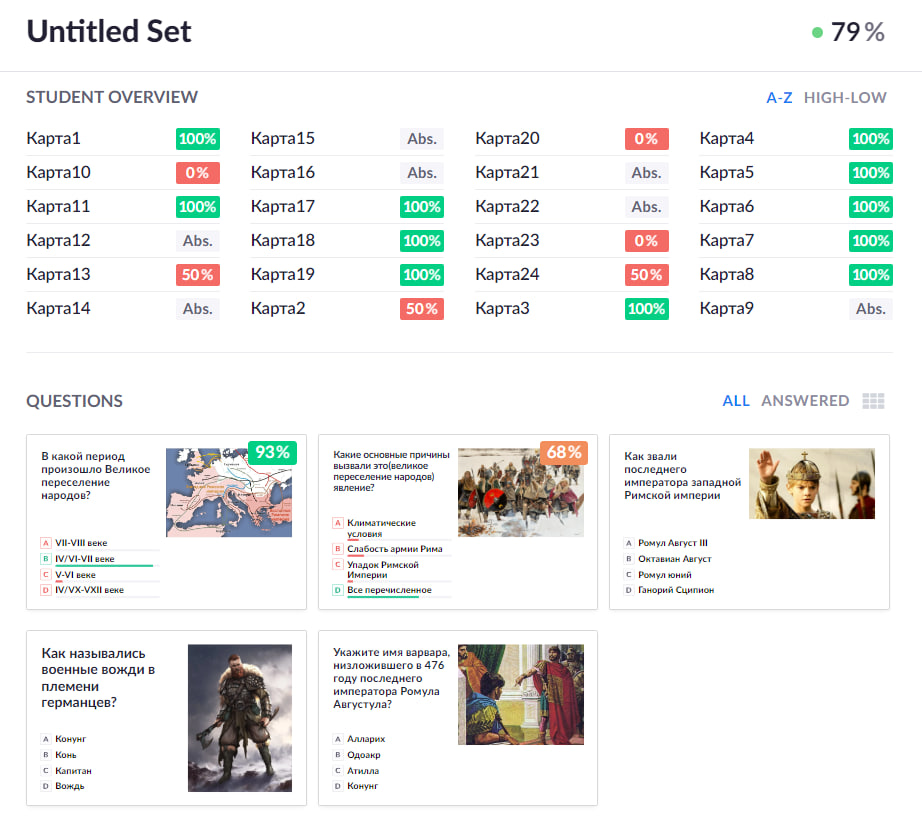 Untitled Set
79%
STUDENT OVERVIEW
A-Z HIGH-LOW
Карта1 100% Карта15 Abs. Карта20 0% Карта4 100%
Карта10 0% Карта16 Abs. Карта21 Abs. Карта5 100%
Карта11 100% Карта17 100% Карта22 Abs. Карта6 100%
Карта12 Abs. Карта18 100% Карта23 0% Карта7 100%
Карта13 50% Карта19 100% Карта24 50% Карта8 100%
Карта14 Abs. Карта2 50% Карта3 100% Карта9 Abs.
QUESTIONS
ALL ANSWERED
В какой период
произошло Великое
переселение
народов?
93%
A VII-VIII веке
B IV/VI-VII веке
C V-VI веке
D IV/VX-VXII веке
Какие основные причины
вызвали это(великое
переселение народов)
явление?
68%
A Климатические
условия
B Слабость армии Рима
C Упадок Римской
Империи
D Все перечисленное
Как звали
последнего
императора западной
Римской империи
A Ромул Август III
B Октавиан Август
C Ромул юний
D Ганорий Сципион
Как назывались
военные вожди в
племени
германцев?
A Конунг
B Конь
C Капитан
D Вождь
Укажите имя варвара,
низложившего в 476
году последнего
императора Ромула
Августула?
A Алларих
B Одоакр
C Атилла
D Конунг